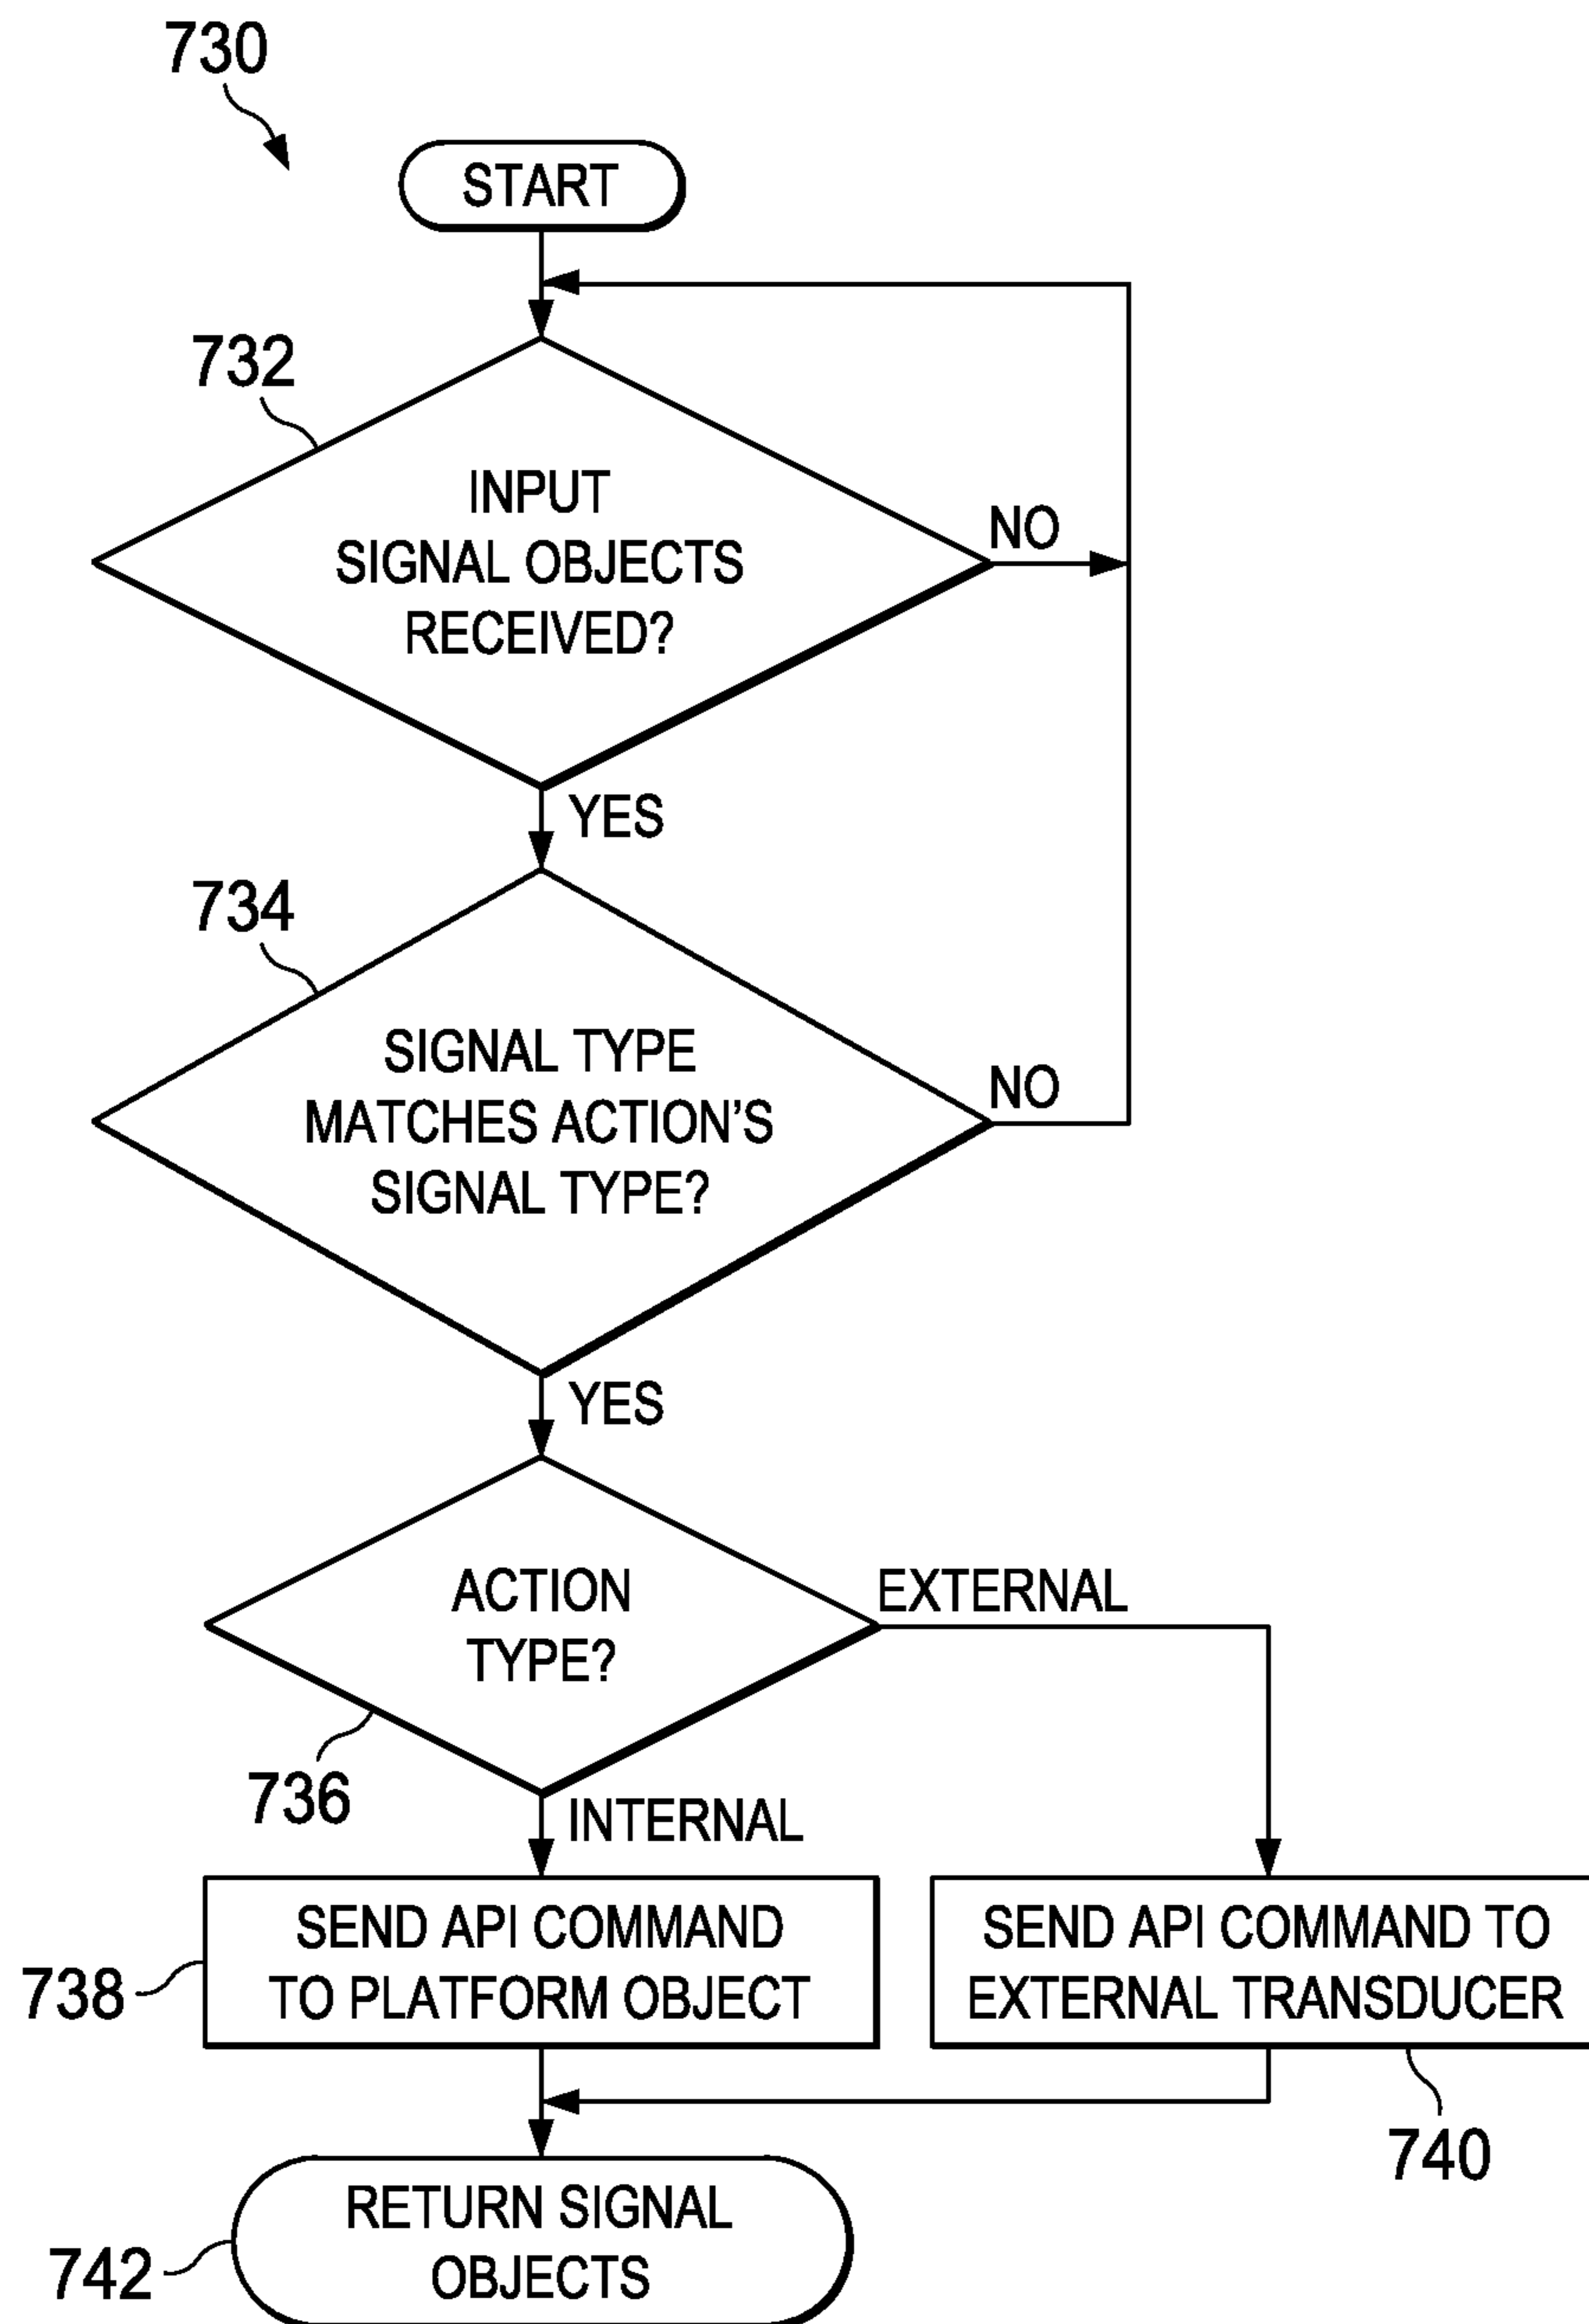 730
START
732
INPUT
SIGNAL OBJECTS
RECEIVED?
NO
YES
734
SIGNAL TYPE
MATCHES ACTION'S
SIGNAL TYPE?
NO
YES
ACTION
TYPE?
EXTERNAL
736
INTERNAL
SEND API COMMAND
TO PLATFORM OBJECT
738
SEND API COMMAND TO
EXTERNAL TRANSDUCER
740
RETURN SIGNAL
OBJECTS
742